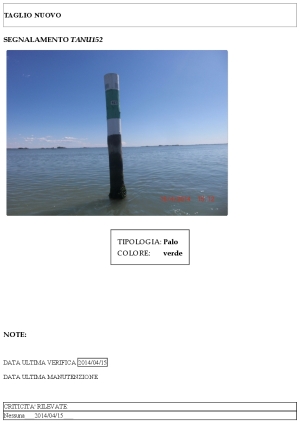 TAGLIO NUOVO
SEGNALAMENTO TANU152
TIPOLOGIA: Palo
COLORE: verde
NOTE:
DATA ULTIMA VERIFICA 2014/04/15
DATA ULTIMA MANUTENZIONE
CRITICITA' RILEVATE
Nessuna 2014/04/15